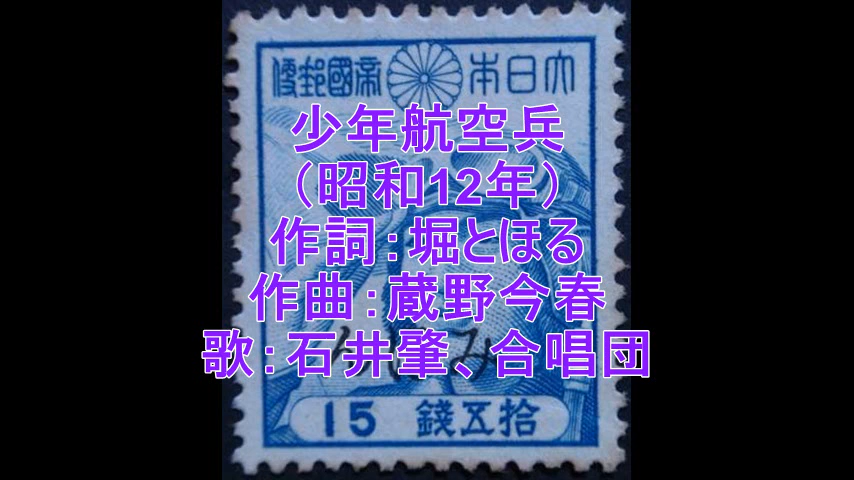 便郵國帝 本日大
少年航空兵
（昭和12年）
作詞：堀とほる
作曲：蔵野今春
歌：石井肇、合唱団
15 錢五拾